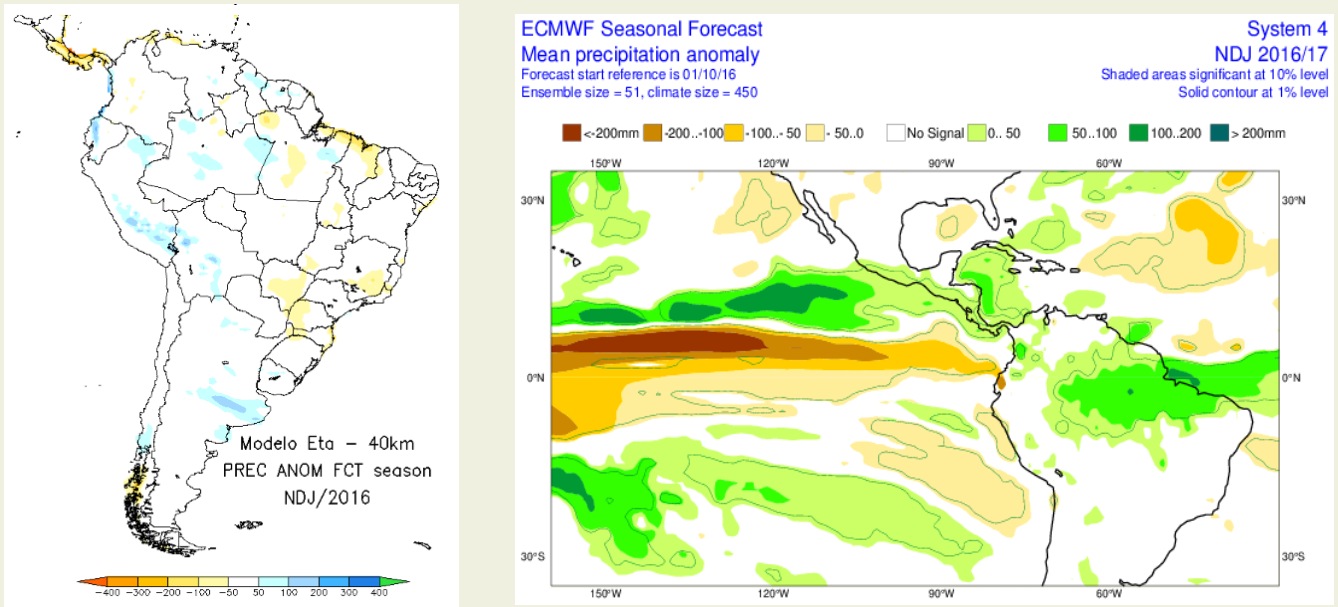 Modelo Eta – 40km
PREC ANOM FCT season
NDJ/2016
−400 −300 −200 −100 −50 50 100 200 300 400
ECMWF Seasonal Forecast
Mean precipitation anomaly
Forecast start reference is 01/10/16
Ensemble size = 51, climate size = 450
System 4
NDJ 2016/17
Shaded areas significant at 10% level
Solid contour at 1% level
<-200mm -200..-100 -100..- 50 - 50..0 No Signal 0.. 50 50..100 100..200 > 200mm
150°W 120°W 90°W 60°W
30°N 30°N
0°N 0°N
30°S 30°S
150°W 120°W 90°W 60°W